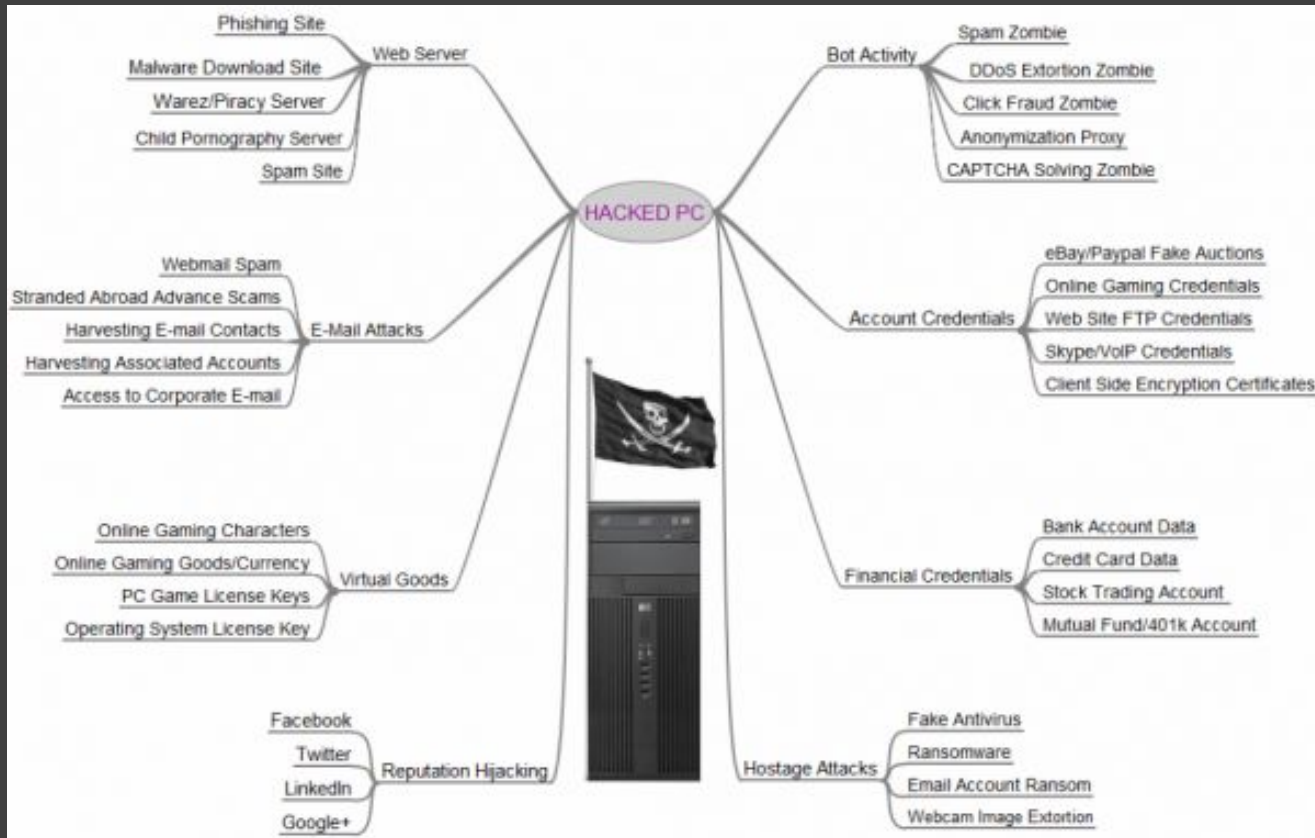 Phishing Site
Web Server
Malware Download Site
Warez/Piracy Server
Child Pornography Server
Spam Site
Bot Activity
Spam Zombie
DDoS Extortion Zombie
Click Fraud Zombie
Anonymization Proxy
CAPTCHA Solving Zombie
HACKED PC
Webmail Spam
Stranded Abroad Advance Scams
Harvesting E-mail Contacts
E-Mail Attacks
Harvesting Associated Accounts
Access to Corporate E-mail
eBay/Paypal Fake Auctions
Online Gaming Credentials
Account Credentials
Web Site FTP Credentials
Skype/VoIP Credentials
Client Side Encryption Certificates
Online Gaming Characters
Online Gaming Goods/Currency
Virtual Goods
PC Game License Keys
Operating System License Key
Bank Account Data
Credit Card Data
Financial Credentials
Stock Trading Account
Mutual Fund/401k Account
Facebook
Twitter
Reputation Hijacking
LinkedIn
Google+
Fake Antivirus
Ransomware
Hostage Attacks
Email Account Ransom
Webcam Image Extortion